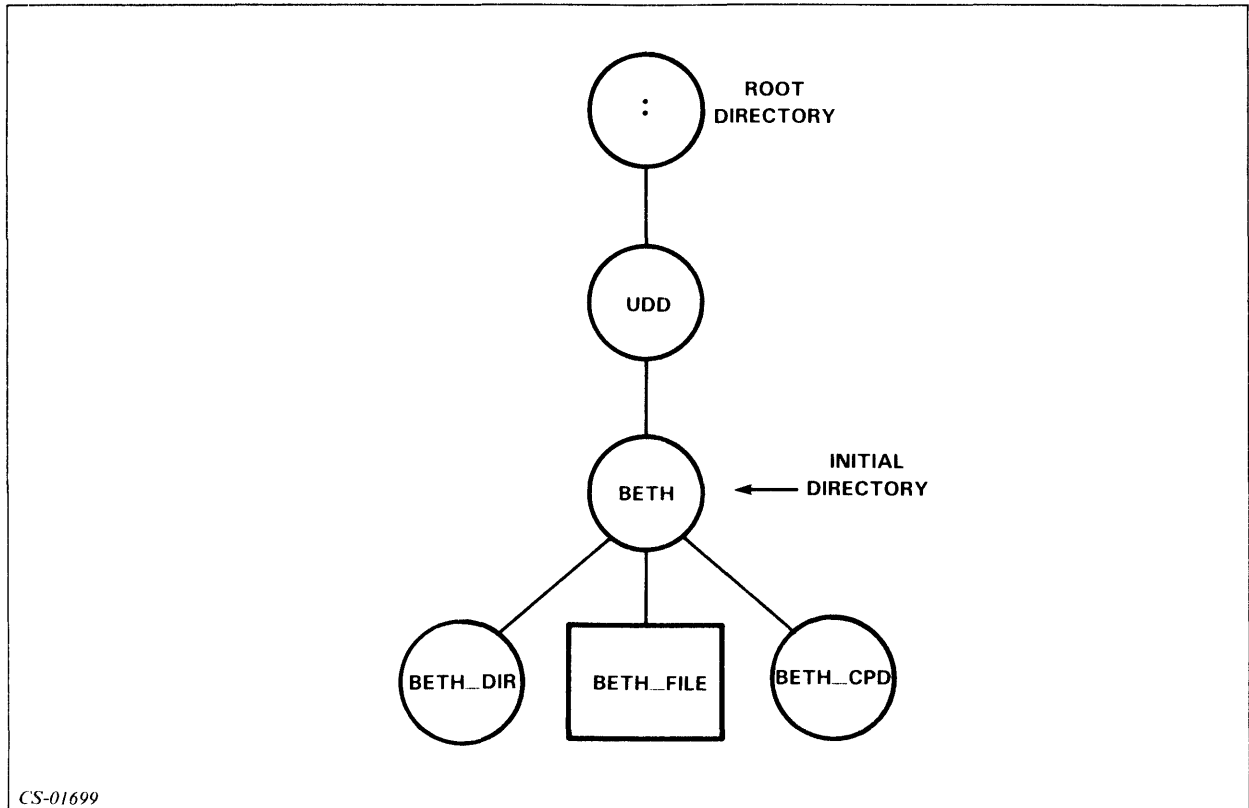 :
ROOT
DIRECTORY
UDD
BETH
INITIAL
DIRECTORY
BETH_DIR
BETH_FILE
BETH_CPD
CS-01699